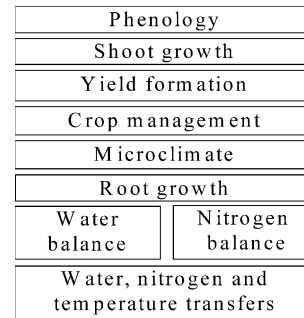 Phenology
Shoot growth
Yield formation
Crop management
Microclimate
Root growth
Water
balance
Nitrogen
balance
Water, nitrogen and
temperature transfers